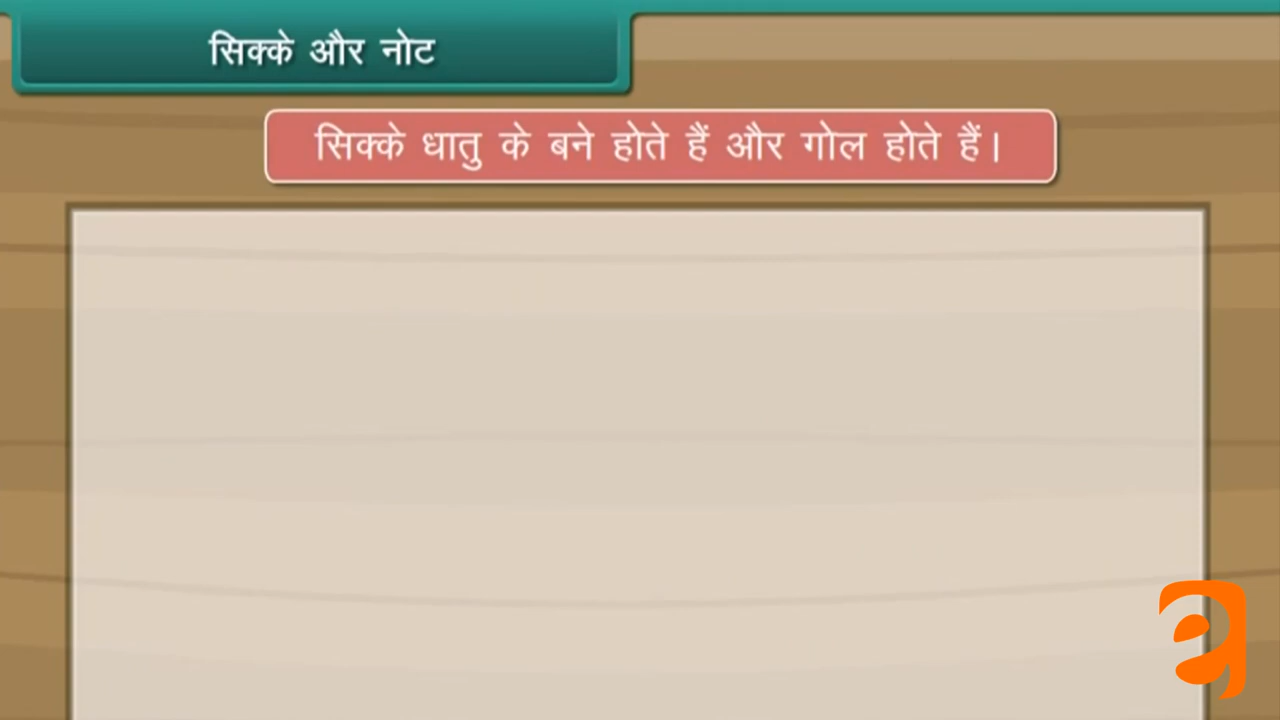 सिक्के और नोट
सिक्के धातु के बने होते हैं और गोल होते हैं।